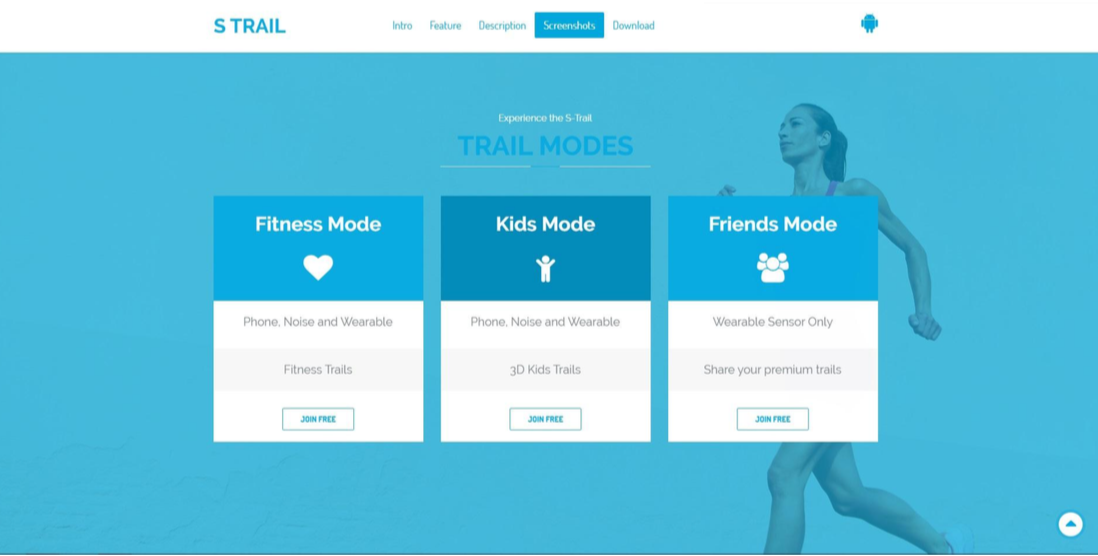 S TRAIL
Intro Feature Description Screenshots Download
Experience the S-Trail
TRAIL MODES
Fitness Mode
Phone, Noise and Wearable
Fitness Trails
JOIN FREE
Kids Mode
Phone, Noise and Wearable
3D Kids Trails
JOIN FREE
Friends Mode
Wearable Sensor Only
Share your premium trails
JOIN FREE